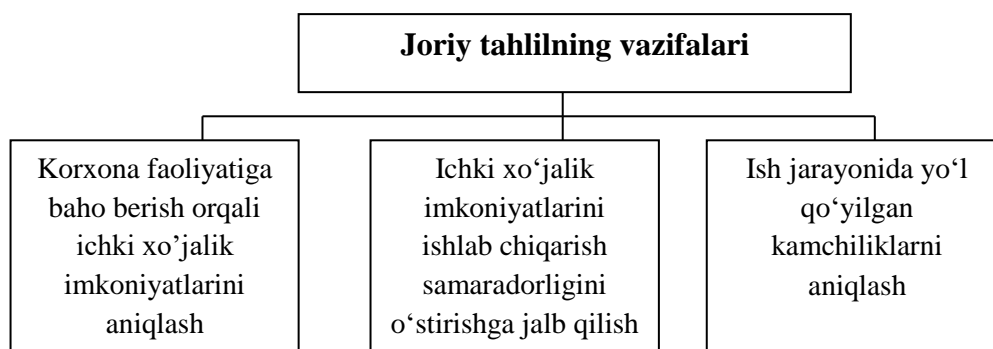 Joriy tahlilning vazifalari
Korxona faoliyatiga
baho berish orqali
ichki xo’jalik
imkoniyatlarini
aniqlash
Ichki xo‘jalik
imkoniyatlarini
ishlab chiqarish
samaradorligini
o‘stirishga jalb qilish
Ish jarayonida yo‘l
qo‘yilgan
kamchiliklarni
aniqlash